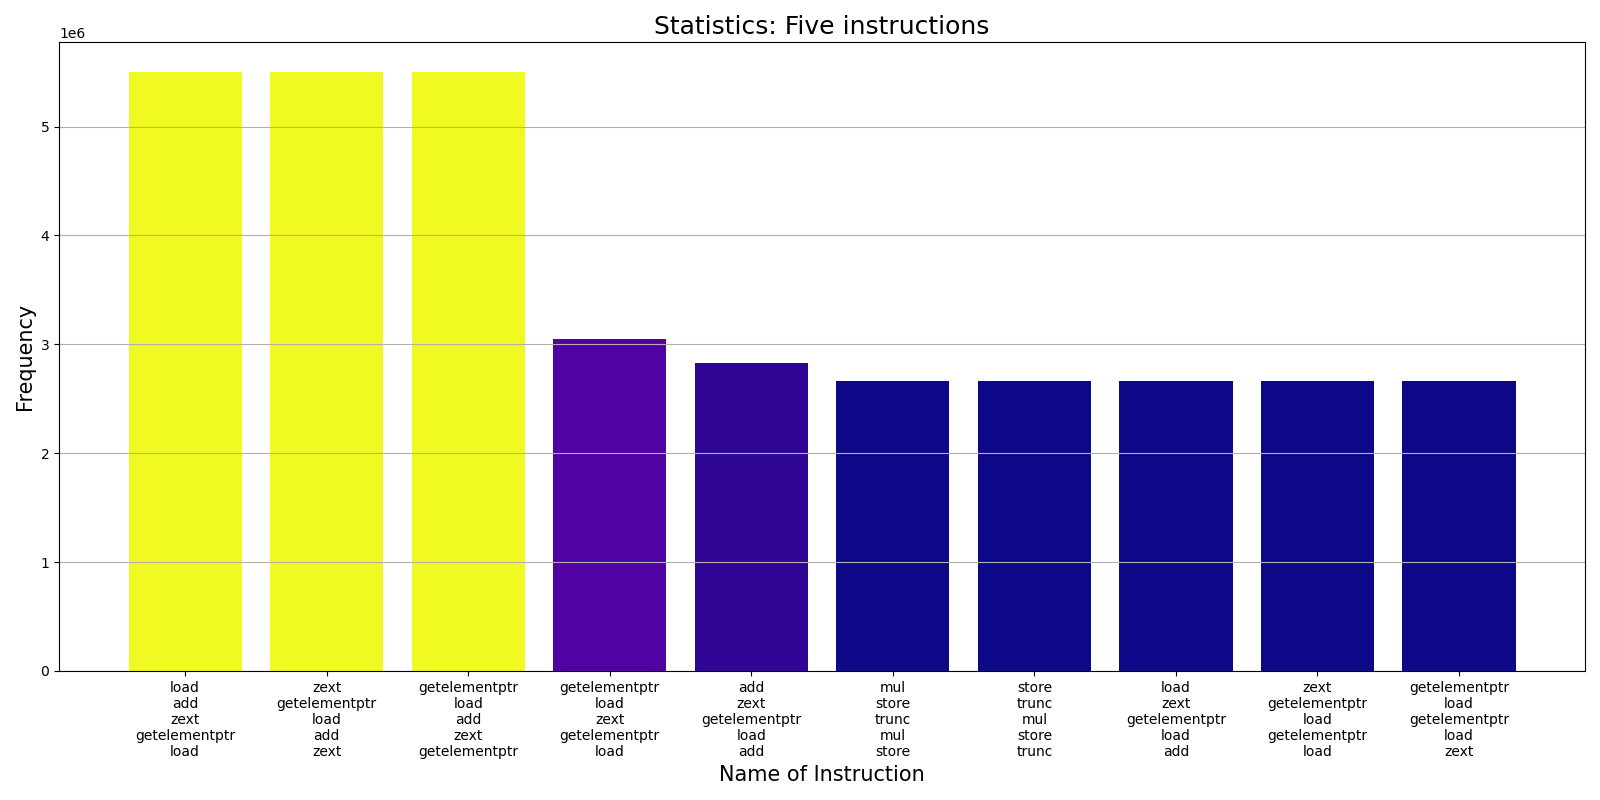 Statistics: Five instructions
1e6
5
4
3
2
1
0
Frequency
load
add
zext
getelementptr
load
zext
getelementptr
load
add
zext
getelementptr
load
add
zext
getelementptr
getelementptr
load
zext
getelementptr
load
add
zext
getelementptr
load
add
mul
store
trunc
mul
store
store
trunc
mul
store
trunc
load
zext
getelementptr
load
add
zext
getelementptr
load
getelementptr
load
getelementptr
load
getelementptr
load
zext
Name of Instruction